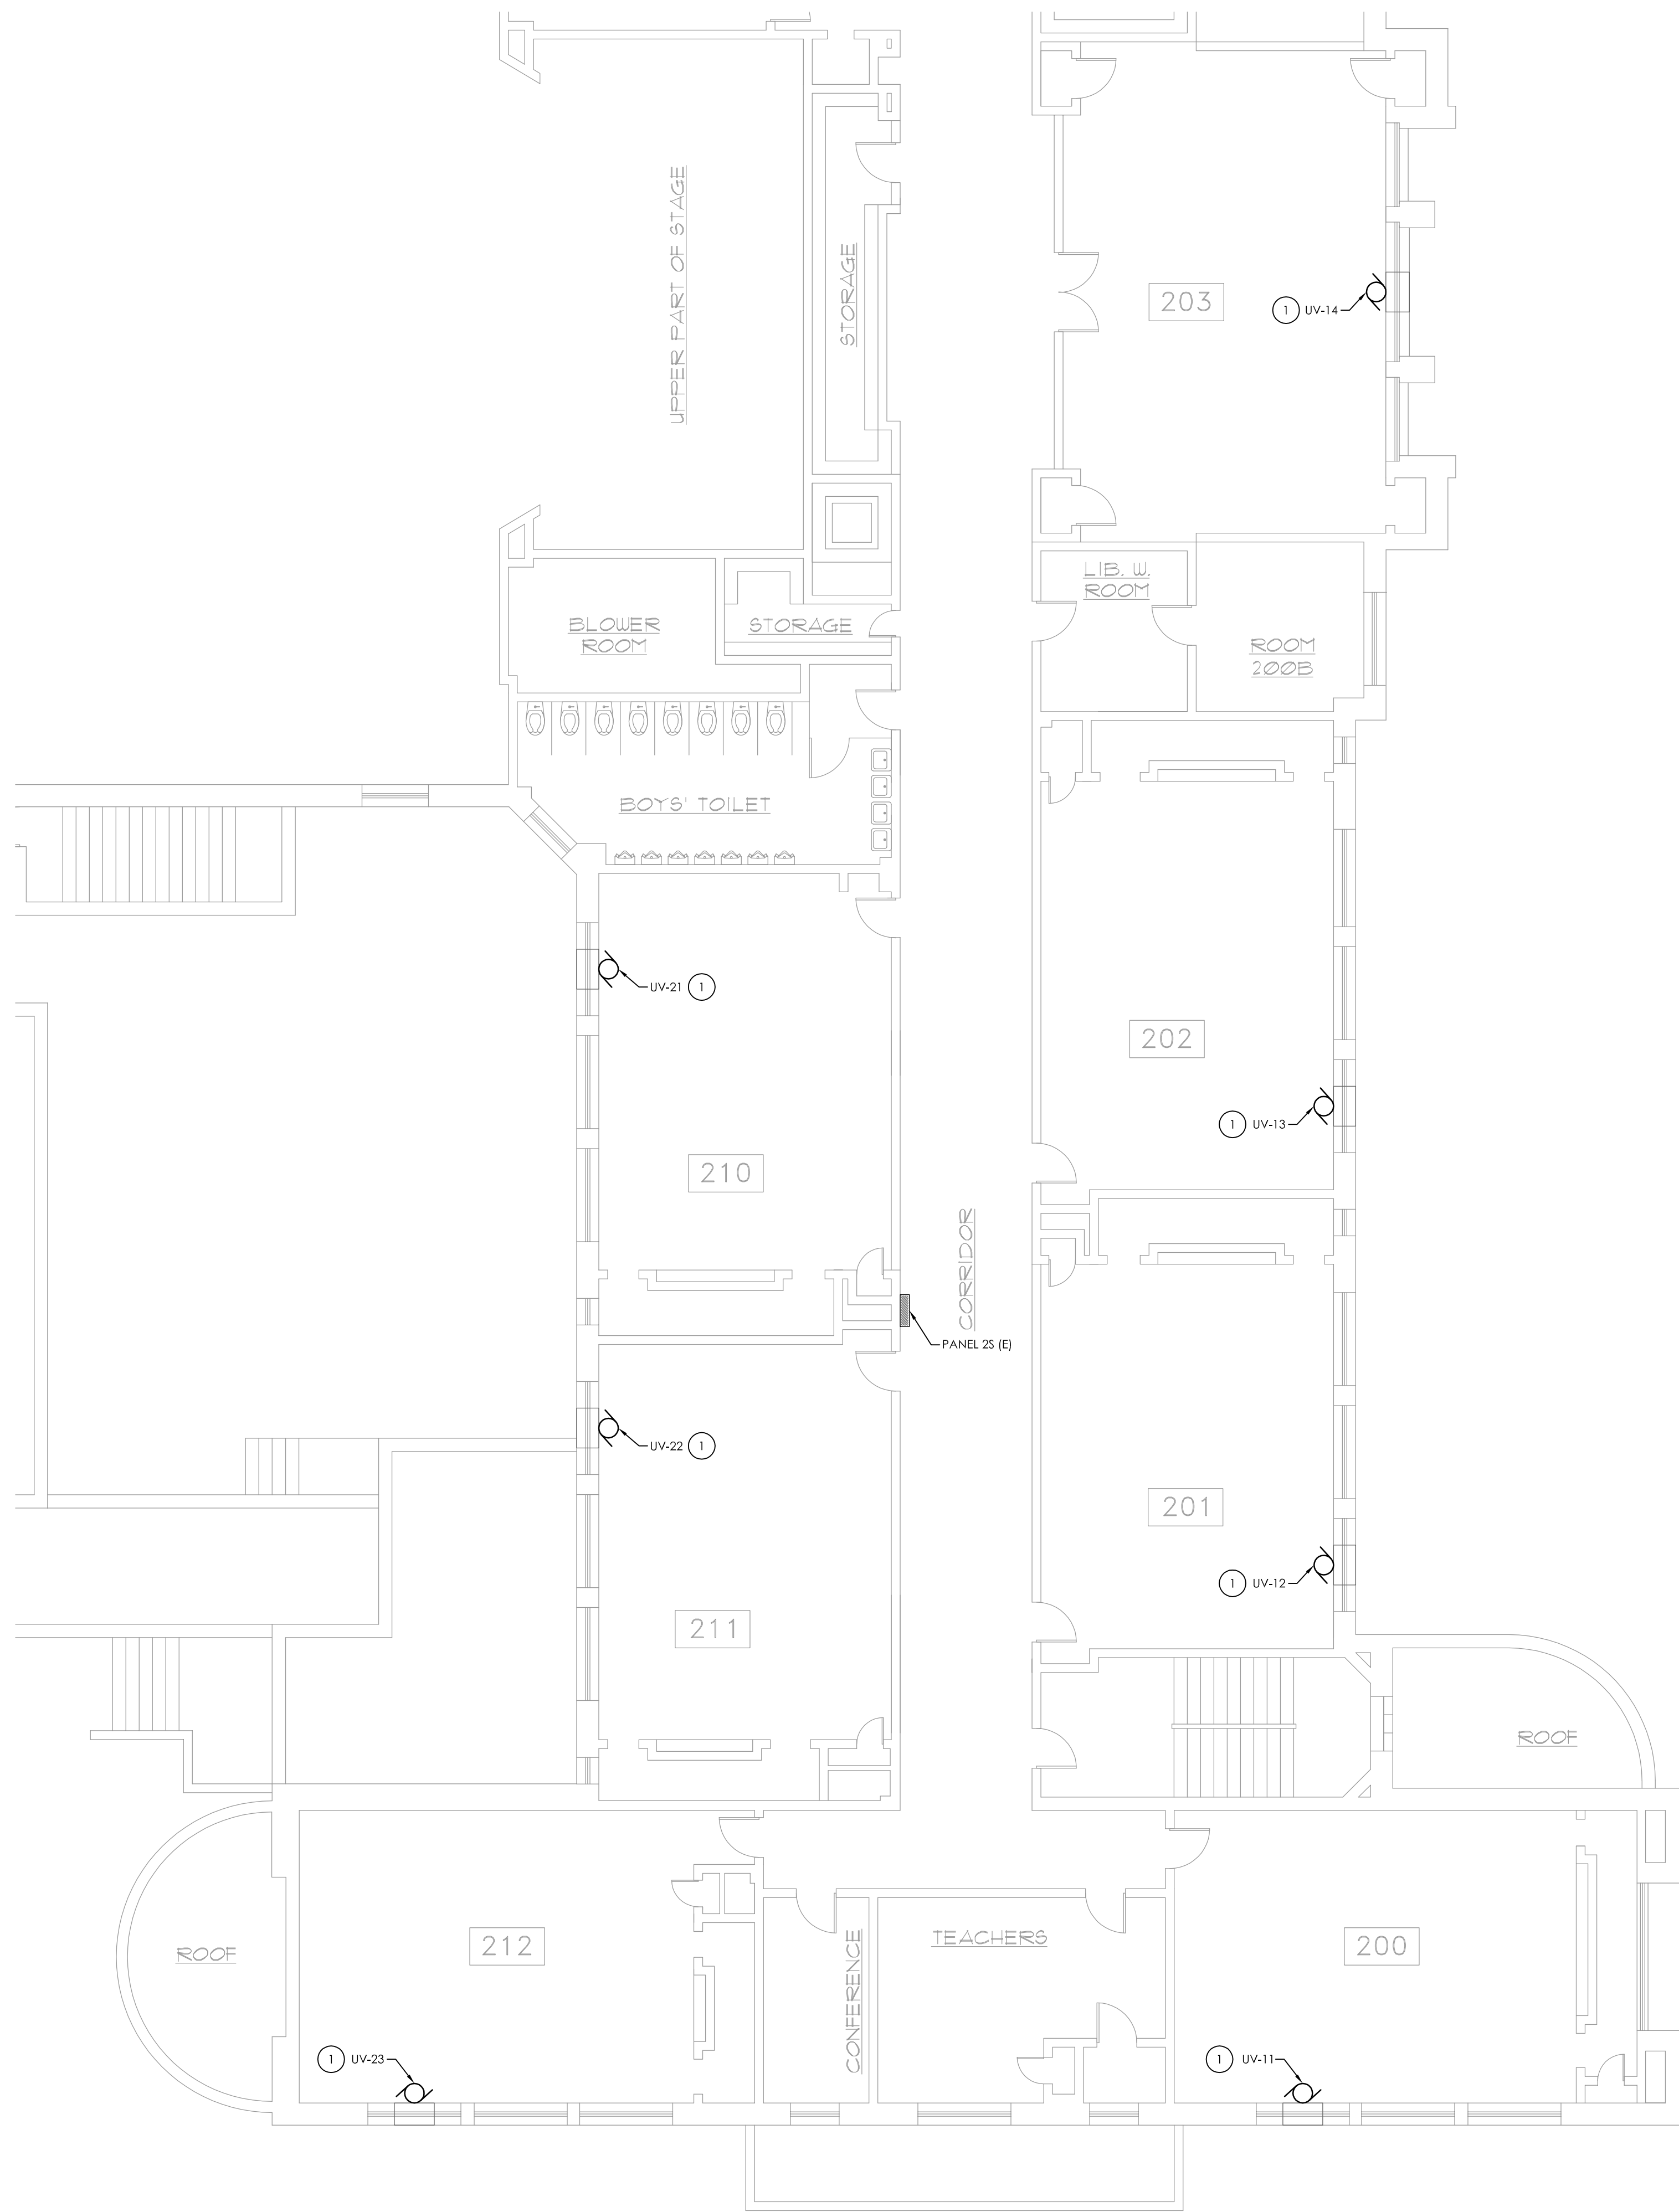 UPPER PART OF STAGE
STORAGE
203
1 UV-14
LIB. W.
ROOM
BLOWER
ROOM
STORAGE
ROOM
200B
BOYS' TOILET
UV-21 1
202
1 UV-13
210
CORRIDOR
PANEL 2S (E)
UV-22 1
201
1 UV-12
211
ROOF
ROOF
212
CONFERENCE
TEACHERS
200
1 UV-23
1 UV-11